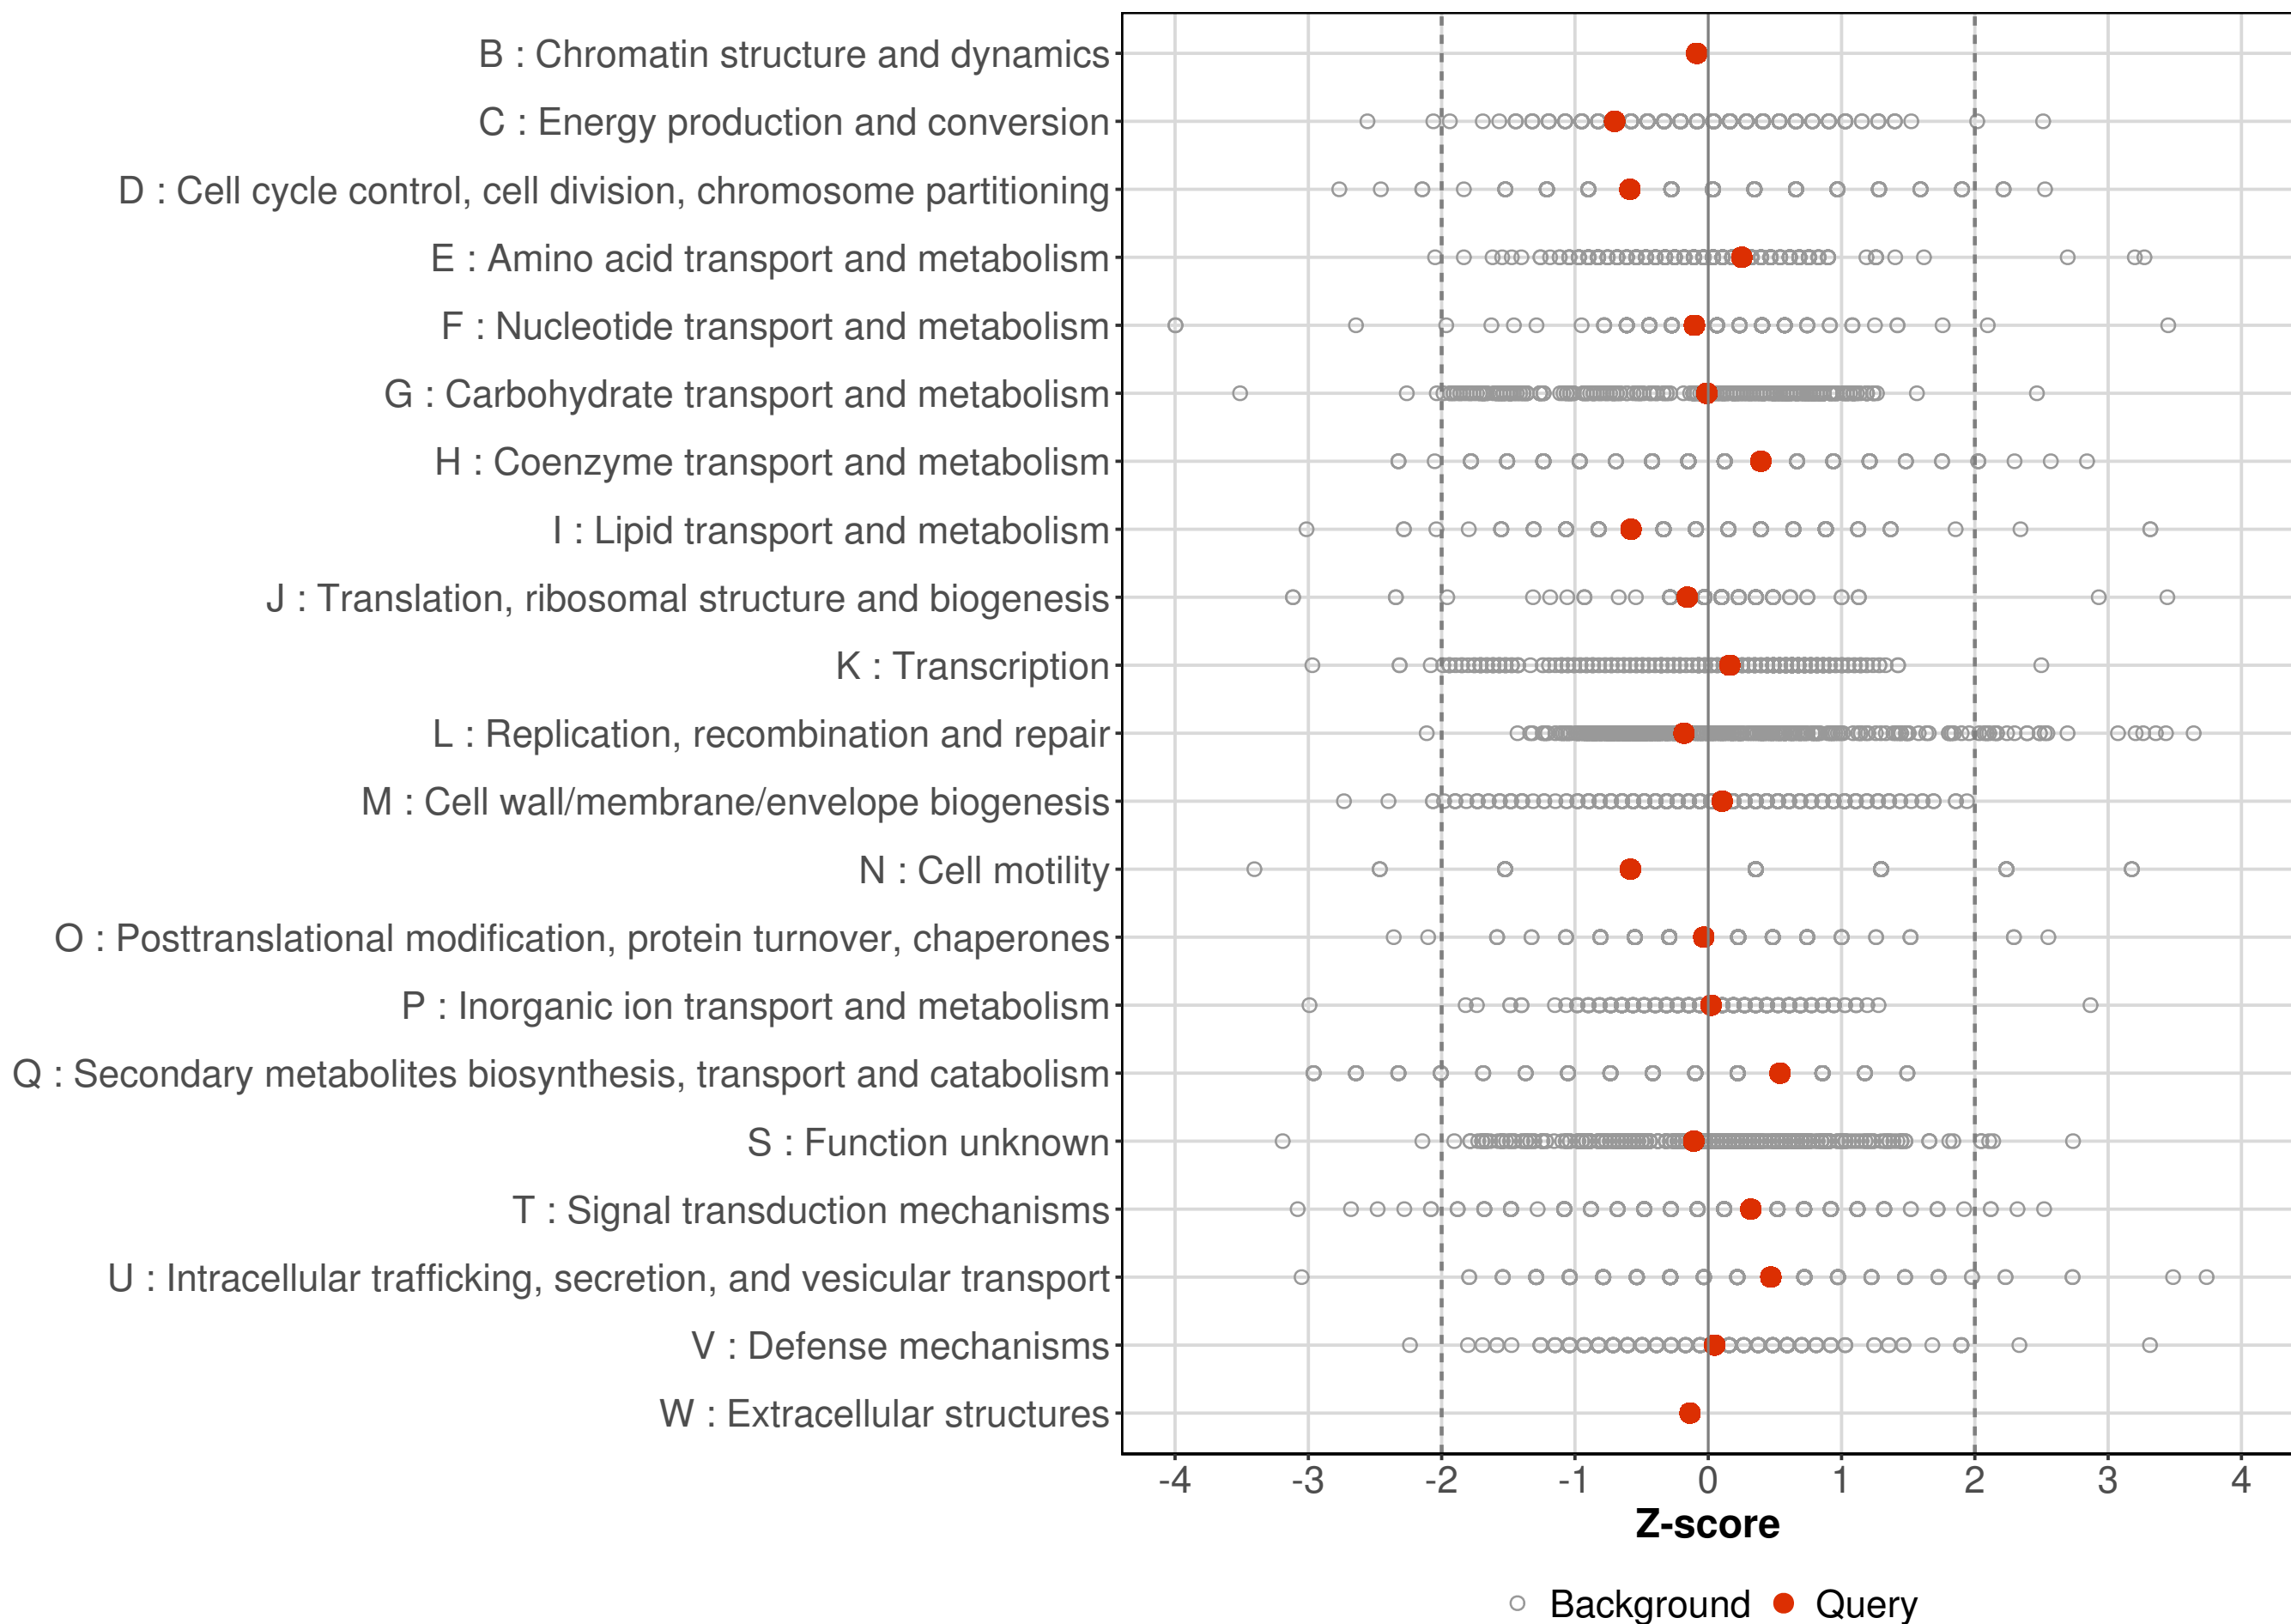 B : Chromatin structure and dynamics
C : Energy production and conversion
D : Cell cycle control, cell division, chromosome partitioning
E : Amino acid transport and metabolism
F : Nucleotide transport and metabolism
G : Carbohydrate transport and metabolism
H : Coenzyme transport and metabolism
I : Lipid transport and metabolism
J : Translation, ribosomal structure and biogenesis
K : Transcription
L : Replication, recombination and repair
M : Cell wall/membrane/envelope biogenesis
N : Cell motility
O : Posttranslational modification, protein turnover, chaperones
P : Inorganic ion transport and metabolism
Q : Secondary metabolites biosynthesis, transport and catabolism
S : Function unknown
T : Signal transduction mechanisms
U : Intracellular trafficking, secretion, and vesicular transport
V : Defense mechanisms
W : Extracellular structures
-4 -3 -2 -1 0 1 2 3 4
Z-score
Background Query